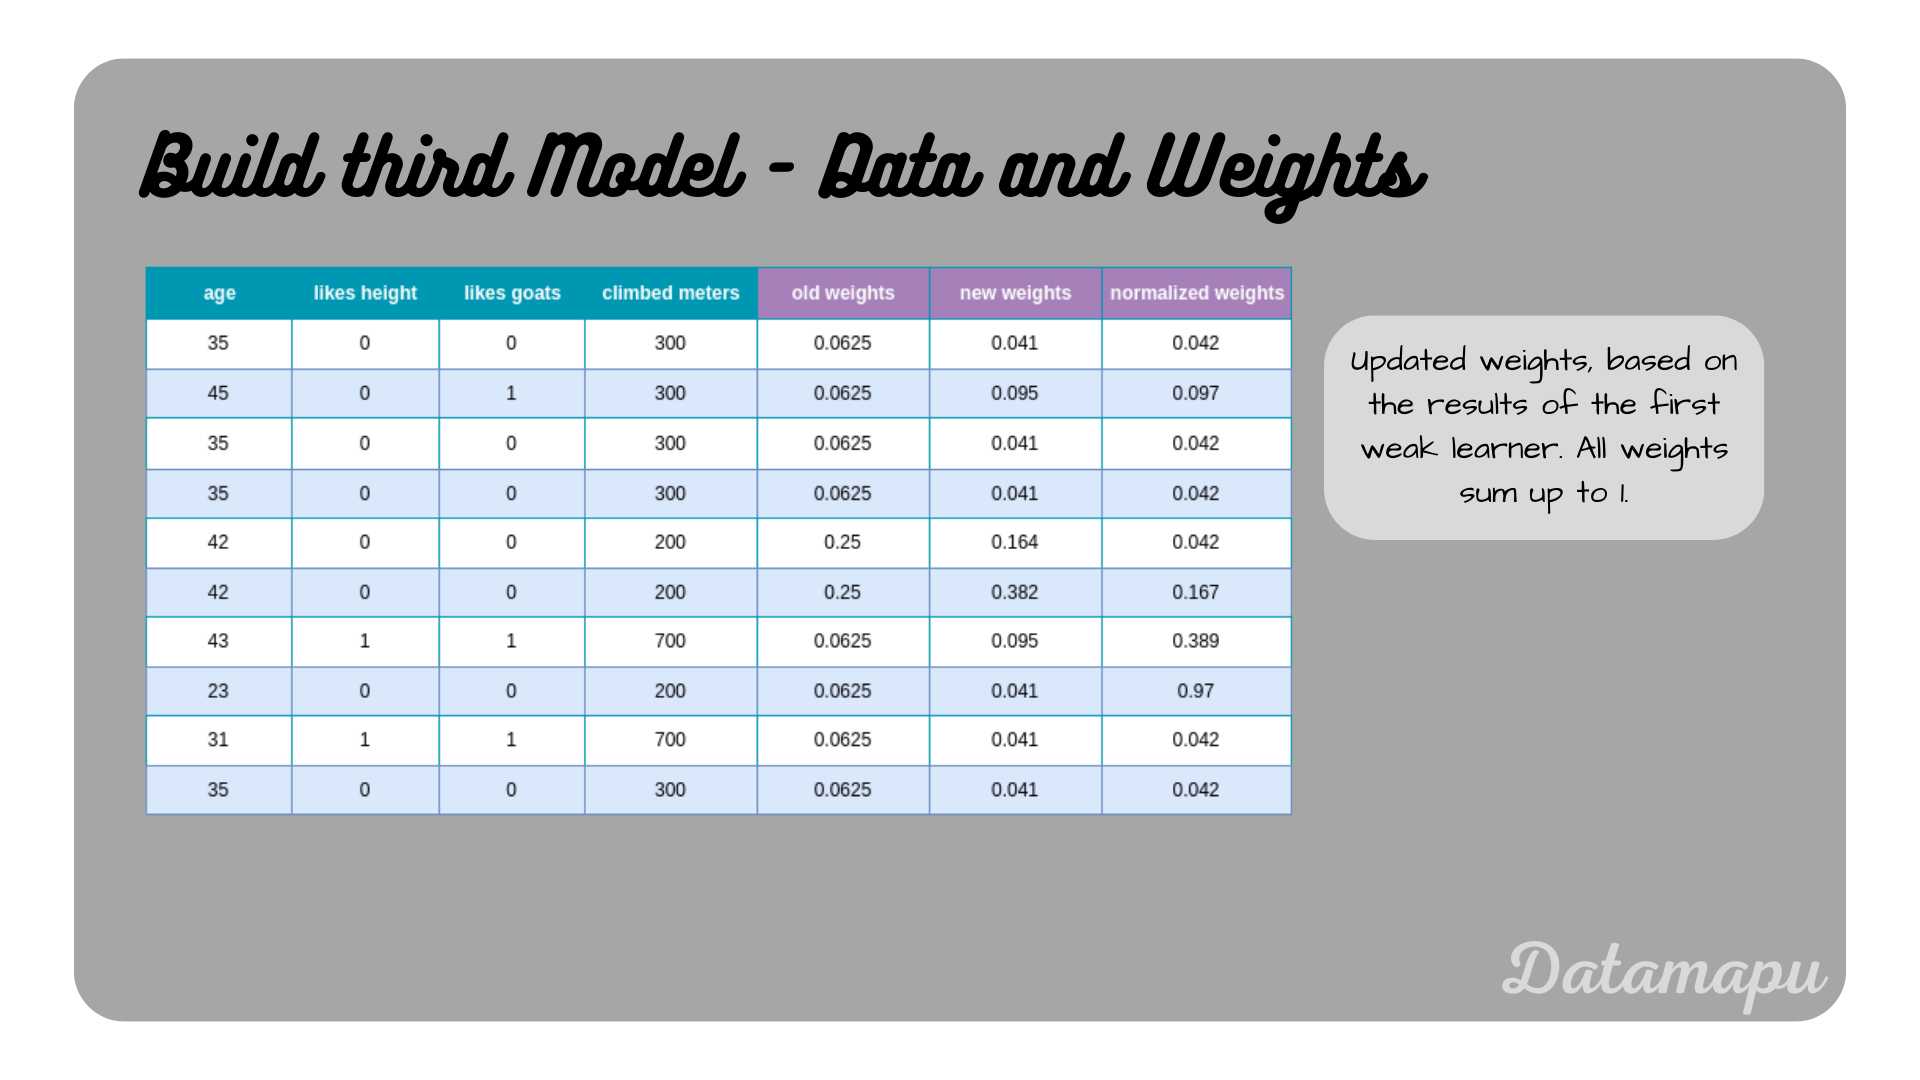 Build third Model - Data and Weights
age likes height likes goats climbed meters old weights new weights normalized weights
35 0 0 300 0.0625 0.041 0.042
45 0 1 300 0.0625 0.095 0.097
35 0 0 300 0.0625 0.041 0.042
35 0 0 300 0.0625 0.041 0.042
42 0 0 200 0.25 0.164 0.042
42 0 0 200 0.25 0.382 0.167
43 1 1 700 0.0625 0.095 0.389
23 0 0 200 0.0625 0.041 0.97
31 1 1 700 0.0625 0.041 0.042
35 0 0 300 0.0625 0.041 0.042
Updated weights, based on
the results of the first
weak learner. All weights
sum up to 1.
Datamapu